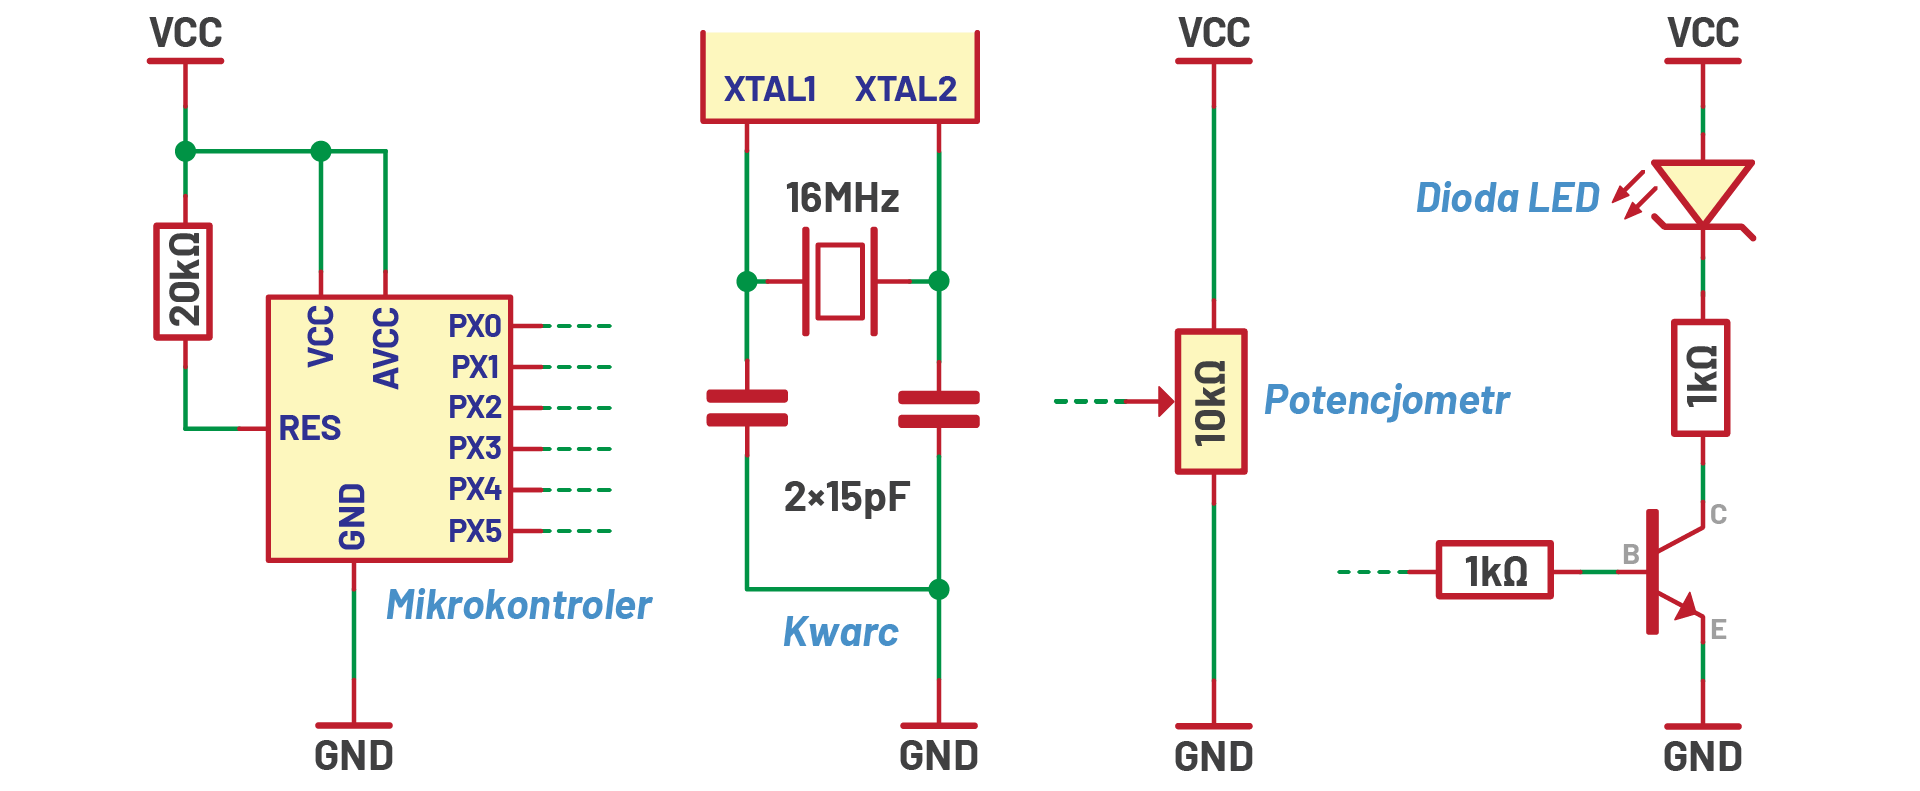 VCC
20kΩ
VCC
AVCC
RES
GND
PX0
PX1
PX2
PX3
PX4
PX5
Mikrokontroler
GND
XTAL1 XTAL2
16MHz
2×15pF
Kwarc
GND
VCC
10kΩ
Potencjometr
GND
VCC
Dioda LED
1kΩ
C
B
1kΩ
E
GND